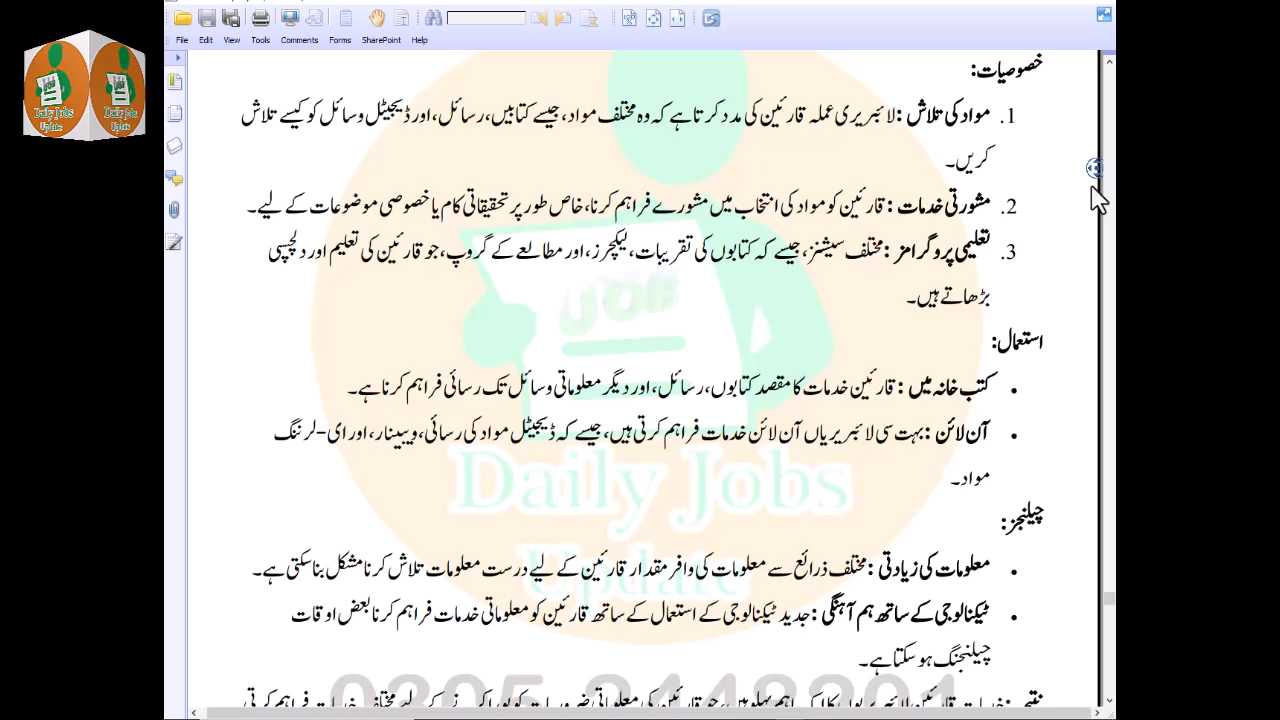 File Edit View Tools Comments Forms SharePoint Help
Daily Jobs
Update
Daily Jobs
Update
خصوصیات:
1. مواد کی تلاش: لائبریری عملہ قارئین کی مدد کرتا ہے کہ وہ مختلف مواد، جیسے کتابیں، رسائل، اور ڈیجیٹل وسائل کو کیسے تلاش
کریں۔
2. مشورتی خدمات: قارئین کو مواد کی انتخاب میں مشورے فراہم کرنا، خاص طور پر تحقیقاتی کام یا خصوصی موضوعات کے لیے۔
3. تعلیمی پروگرامز: مختلف سیشنز، جیسے کہ کتابوں کی تقریبات، لیکچرز، اور مطالعے کے گروپ، جو قارئین کی تعلیم اور دلچسپی
بڑھاتے ہیں۔
استعمال:
• کتب خانہ میں: قارئین خدمات کا مقصد کتابوں، رسائل، اور دیگر معلوماتی وسائل تک رسائی فراہم کرنا ہے۔
• آن لائن: بہت سی لائبریریاں آن لائن خدمات فراہم کرتی ہیں، جیسے کہ ڈیجیٹل مواد کی رسائی، ویبینار، اور ای-لرننگ
مواد۔
چیلنجز:
• معلومات کی زیادتی: مختلف ذرائع سے معلومات کی وافر مقدار قارئین کے لیے درست معلومات تلاش کرنا مشکل بنا سکتی ہے۔
• ٹیکنالوجی کے ساتھ ہم آہنگی: جدید ٹیکنالوجی کے استعمال کے ساتھ قارئین کو معلوماتی خدمات فراہم کرنا بعض اوقات
چیلنجنگ ہو سکتا ہے۔
JOB
Daily Jobs
Update